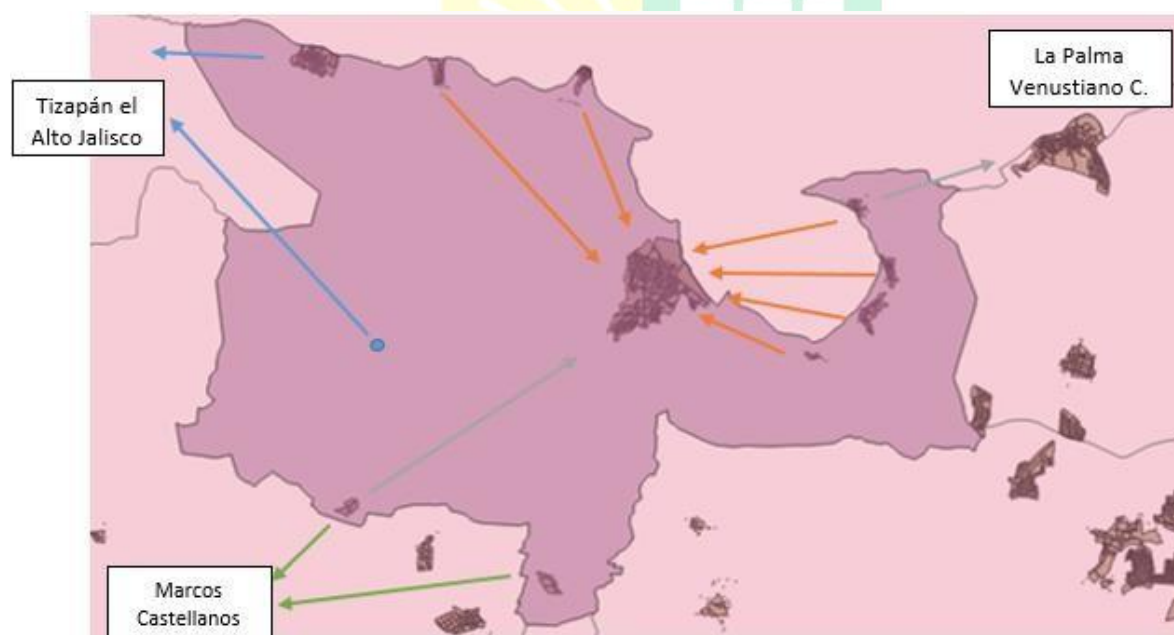 La Palma
Venustiano C.
Tizapán el
Alto Jalisco
Marcos
Castellanos